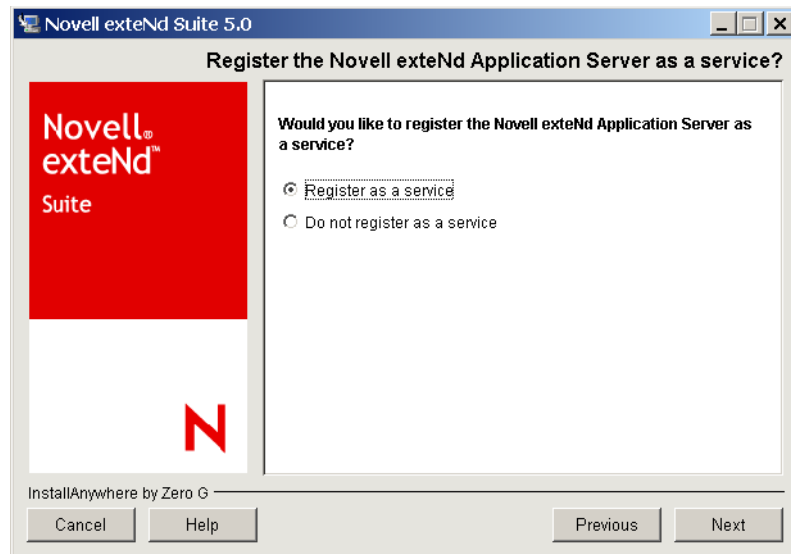 Novell exteNd Suite 5.0
Register the Novell exteNd Application Server as a service?
Novell®
exteNd™
Suite
Would you like to register the Novell exteNd Application Server as
a service?
Register as a service
Do not register as a service
N
InstallAnywhere by Zero G
Cancel
Help
Previous
Next